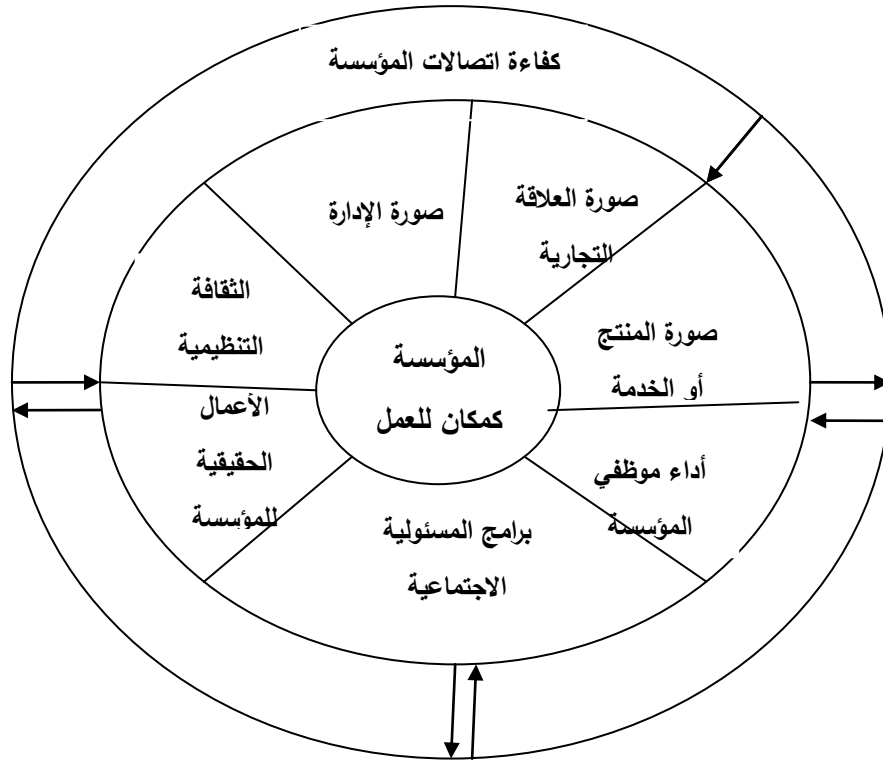 كفاءة اتصالات المؤسسة
صورة العلاقة
التجارية
صورة الإدارة
الثقافة
التنظيمية
صورة المنتج
أو الخدمة
المؤسسة
كمكان للعمل
الأعمال
الحقيقية
للمؤسسة
أداء موظفي
المؤسسة
برامج المسئولية
الاجتماعية